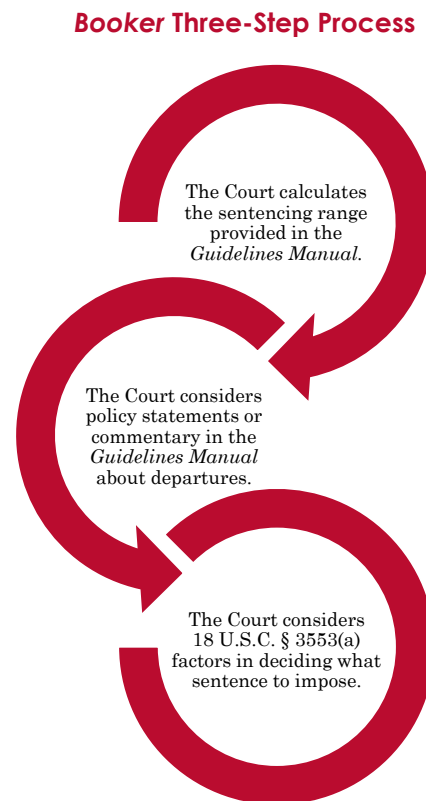 Booker Three-Step Process
The Court calculates
the sentencing range
provided in the
Guidelines Manual.
The Court considers
policy statements or
commentary in the
Guidelines Manual
about departures.
The Court considers
18 U.S.C. § 3553(a)
factors in deciding what
sentence to impose.